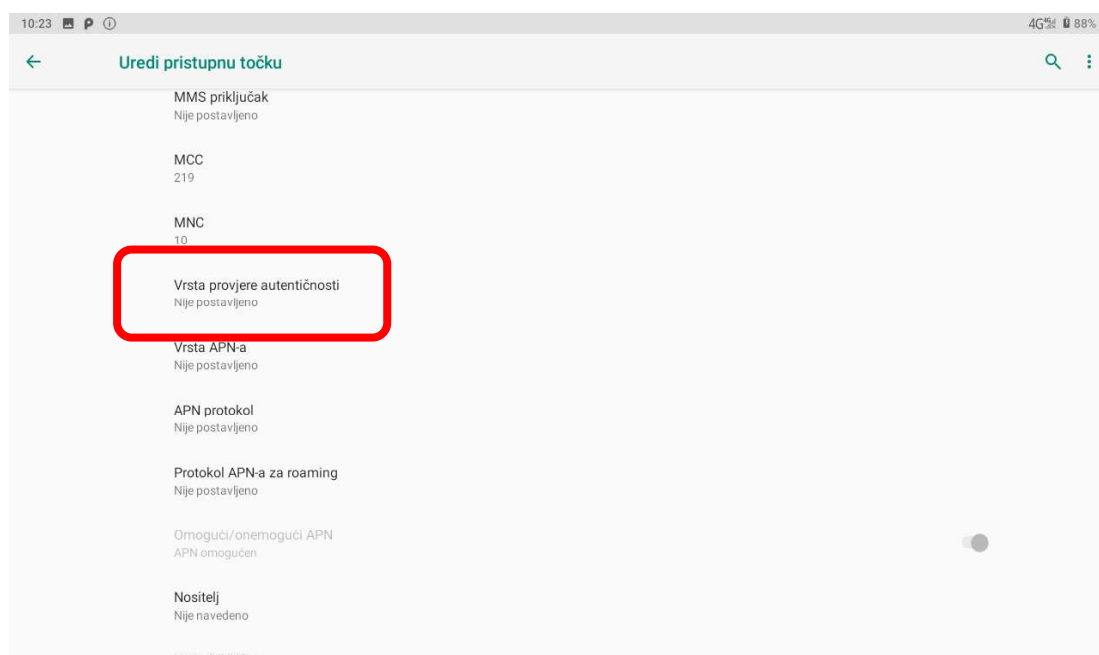 10:23 P 4G 88%
Uredi pristupnu točku
MMS priključak
Nije postavljeno
MCC
219
MNC
10
Vrsta provjere autentičnosti
Nije postavljeno
Vrsta APN-a
Nije postavljeno
APN protokol
Nije postavljeno
Protokol APN-a za roaming
Nije postavljeno
Omogući/onemogući APN
APN omogućen
Nositelj
Nije navedeno